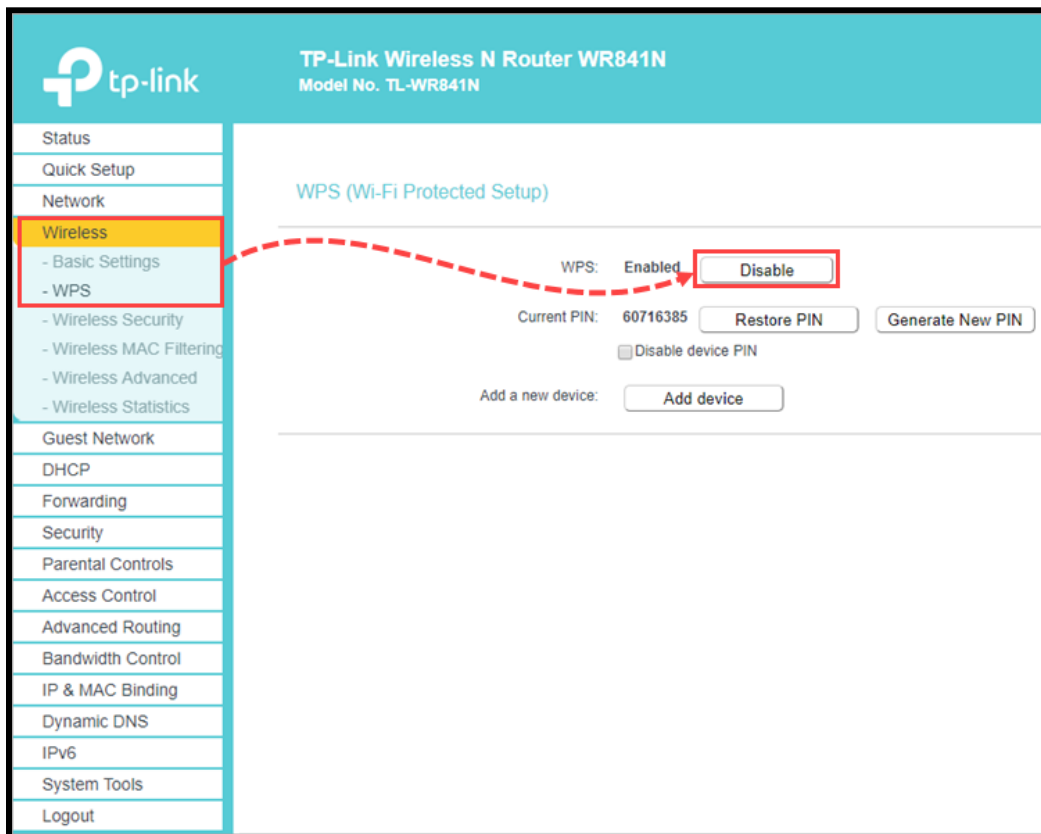 tp-link
TP-Link Wireless N Router WR841N
Model No. TL-WR841N
Status
Quick Setup
Network
Wireless
- Basic Settings
- WPS
- Wireless Security
- Wireless MAC Filtering
- Wireless Advanced
- Wireless Statistics
Guest Network
DHCP
Forwarding
Security
Parental Controls
Access Control
Advanced Routing
Bandwidth Control
IP & MAC Binding
Dynamic DNS
IPv6
System Tools
Logout
WPS (Wi-Fi Protected Setup)
WPS: Enabled Disable
Current PIN: 60716385 Restore PIN Generate New PIN
Disable device PIN
Add a new device: Add device